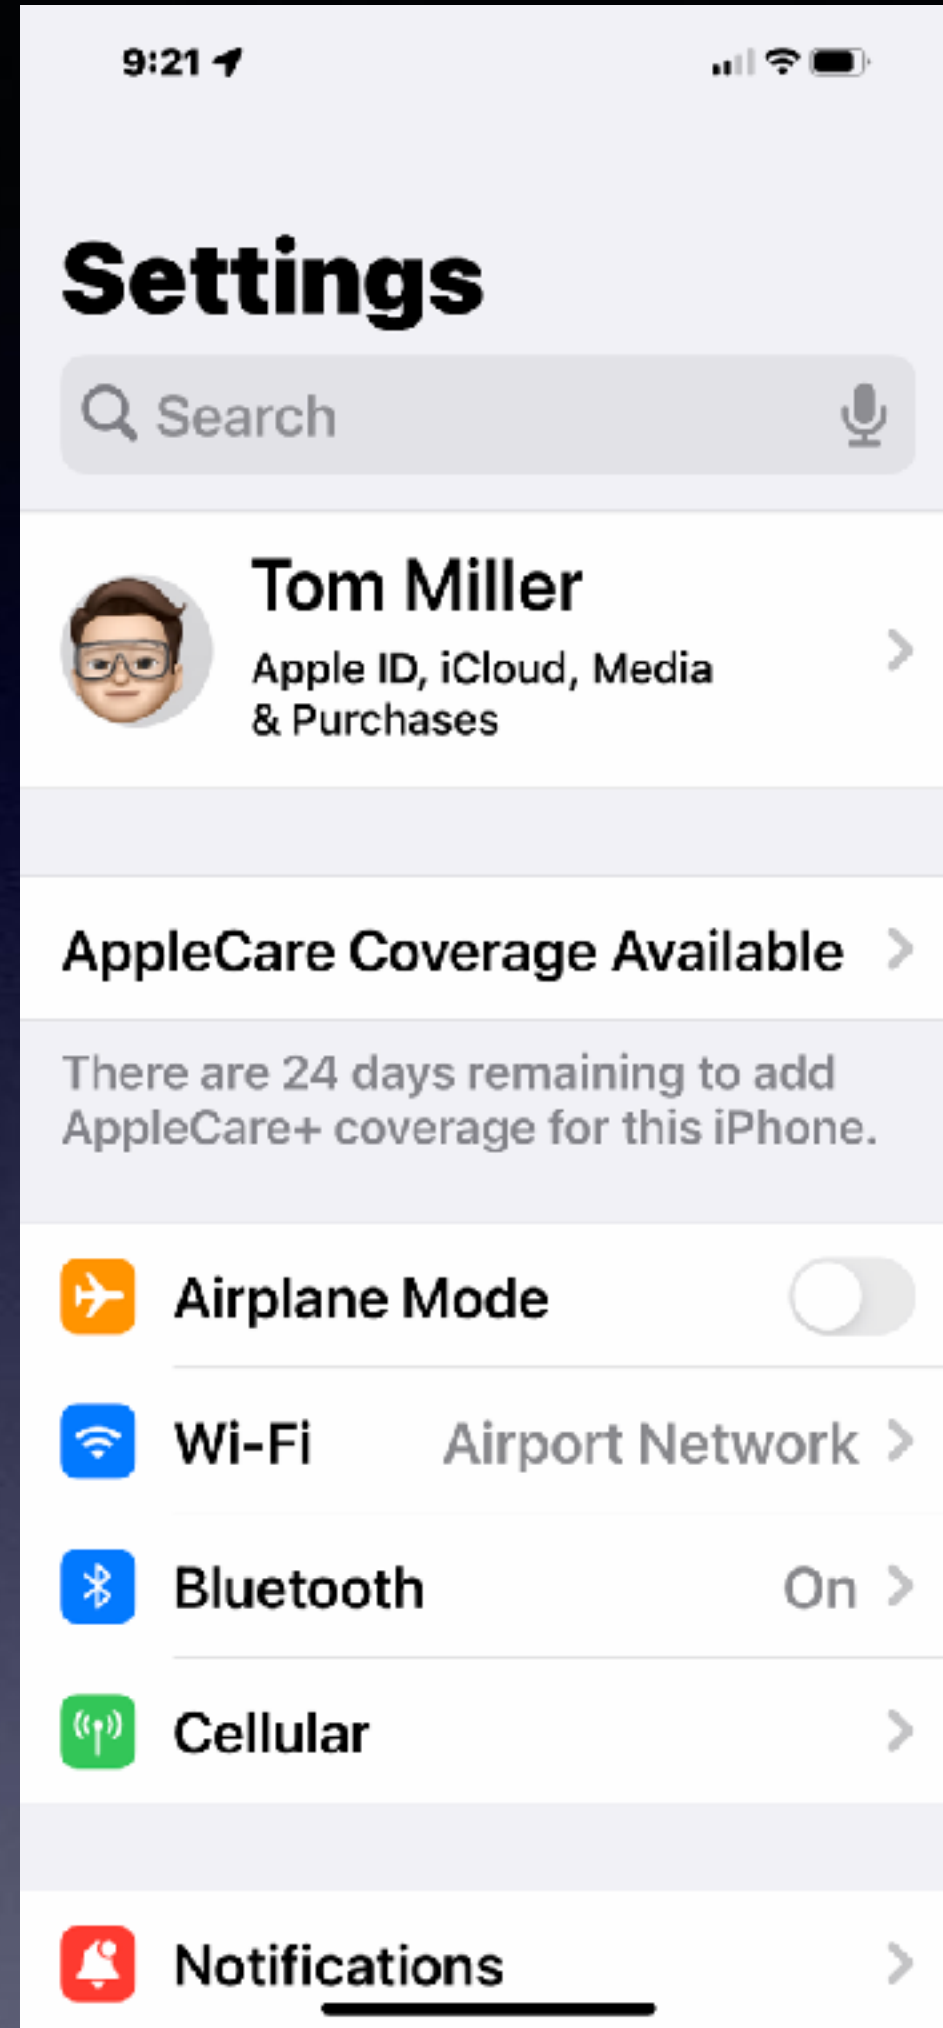 9:21
Settings
Search
Tom Miller
Apple ID, iCloud, Media
& Purchases
AppleCare Coverage Available
There are 24 days remaining to add
AppleCare+ coverage for this iPhone.
Airplane Mode
Wi-Fi Airport Network
Bluetooth On
Cellular
Notifications